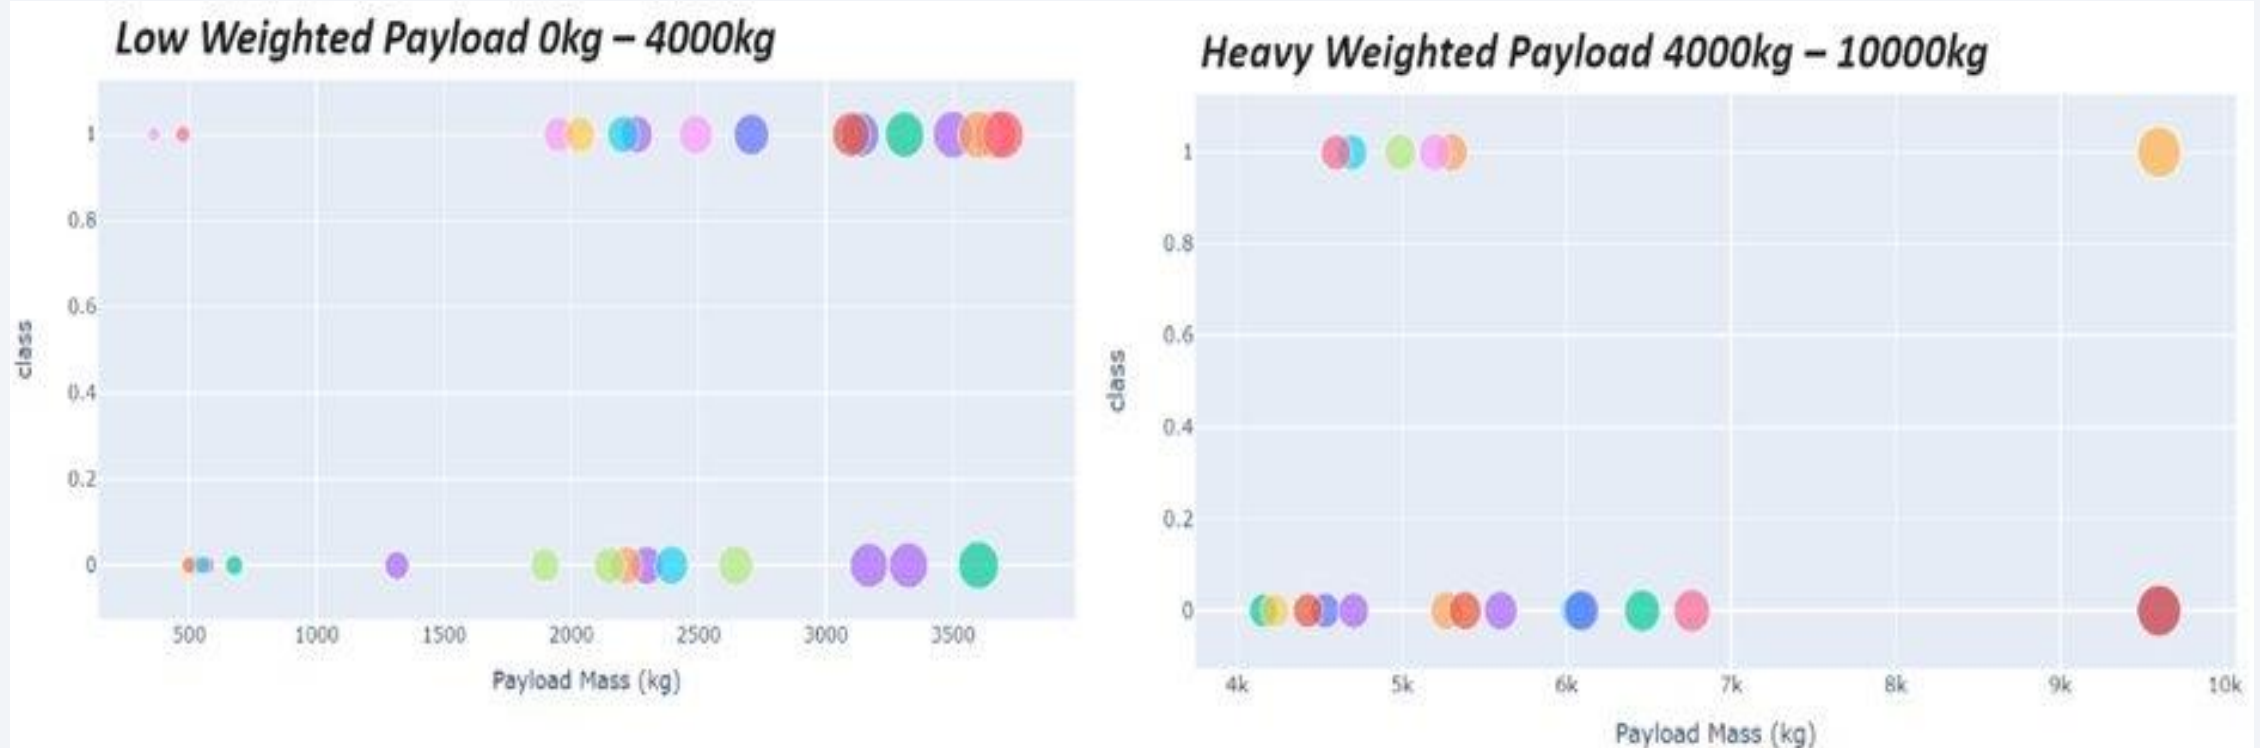 Low Weighted Payload 0kg – 4000kg
1
0.8
0.6
0.4
0.2
0
class
500 1000 1500 2000 2500 3000 3500
Payload Mass (kg)
Heavy Weighted Payload 4000kg – 10000kg
1
0.8
0.6
0.4
0.2
0
class
4k 5k 6k 7k 8k 9k 10k
Payload Mass (kg)